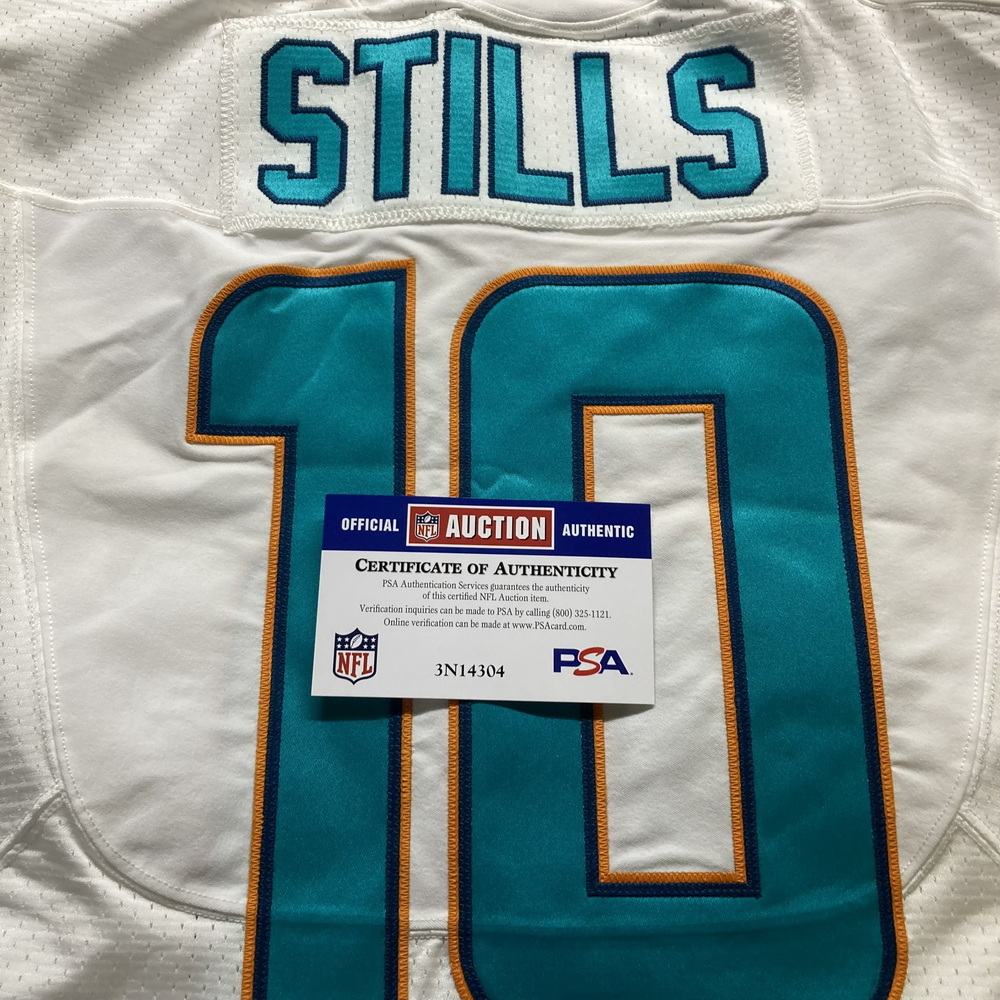 STILLS
10
OFFICIAL NFL AUCTION AUTHENTIC
CERTIFICATE OF AUTHENTICITY
PSA Authentication Services guarantees the authenticity
of this certified NFL Auction item.
Verification inquiries can be made to PSA by calling (800) 325-1121.
Online verification can be made at www.PSAcard.com.
NFL 3N14304 PSA.